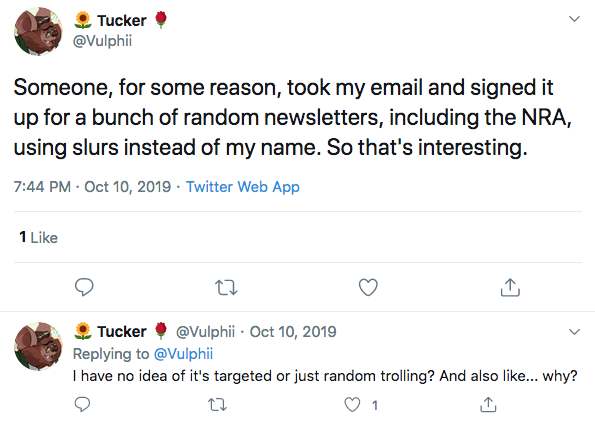 🌻 Tucker 🌹
@Vulphii
Someone, for some reason, took my email and signed it
up for a bunch of random newsletters, including the NRA,
using slurs instead of my name. So that's interesting.
7:44 PM · Oct 10, 2019 · Twitter Web App
1 Like
🌻 Tucker 🌹 @Vulphii · Oct 10, 2019
Replying to @Vulphii
I have no idea of it's targeted or just random trolling? And also like... why?
1